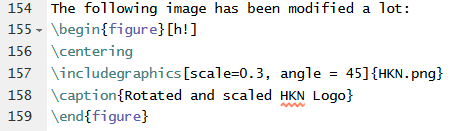 154 The following image has been modified a lot:
155 \begin{figure}[h!]
156 \centering
157 \includegraphics[scale=0.3, angle = 45]{HKN.png}
158 \caption{Rotated and scaled HKN Logo}
159 \end{figure}